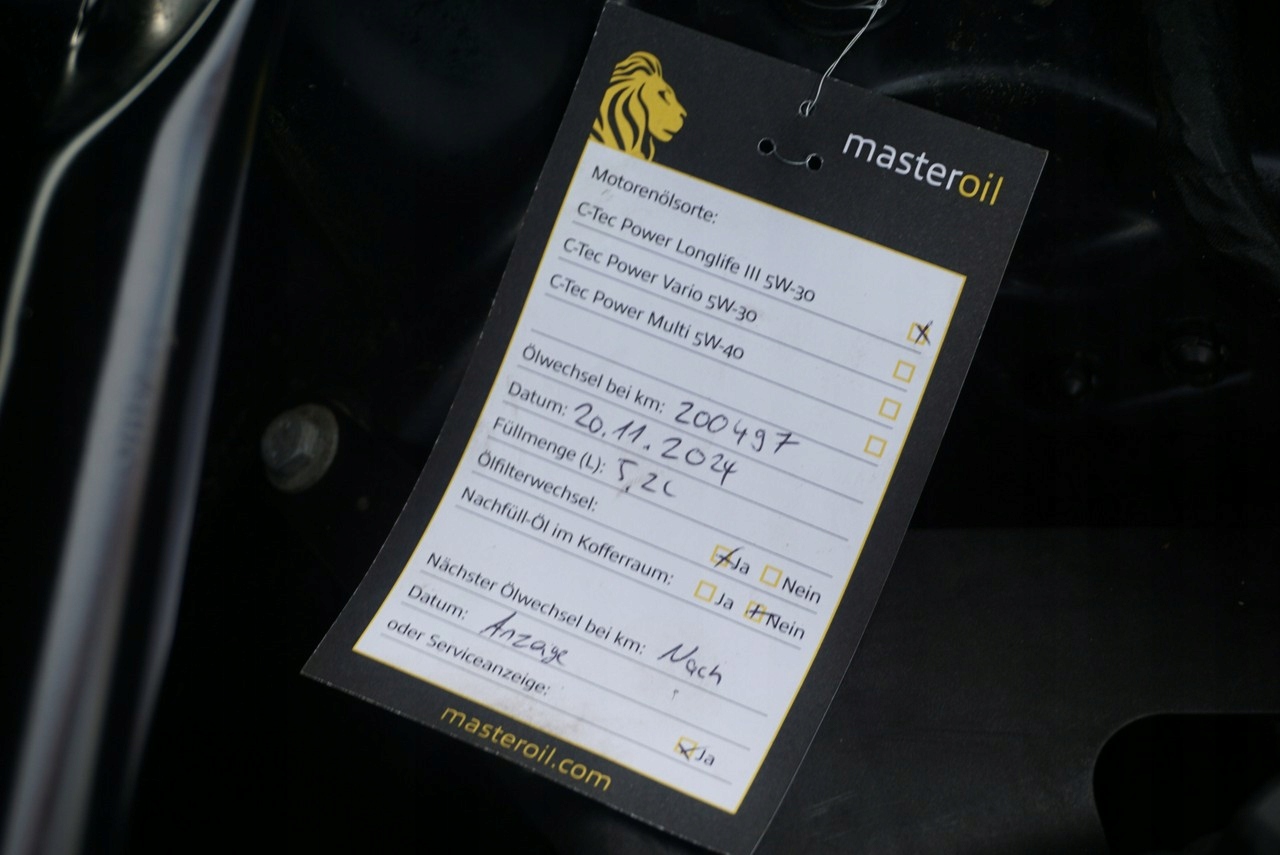 masteroil
Motorenölsorte:
C-Tec Power Longlife III 5W-30
C-Tec Power Vario 5W-30
C-Tec Power Multi 5W-40
Ölwechsel bei km: 200497
Datum: 20.11.2024
Füllmenge (L): 5,2L
Ölfilterwechsel: Ja Nein
Nachfüll-Öl im Kofferraum: Ja Nein
Nächster Ölwechsel bei km: Nach
Datum: Anzage
oder Serviceanzeige: Ja
masteroil.com